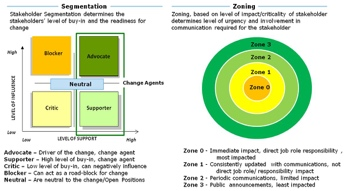 Segmentation
Stakeholder Segmentation determines the
stakeholders' level of buy-in and the readiness for
change
High
Blocker
Advocate
Neutral
Change Agents
Critic
Supporter
LEVEL OF INFLUENCE
Low
Low
LEVEL OF SUPPORT
High
Advocate – Driver of the change, change agent
Supporter – High level of buy-in, change agent
Critic – Low level of buy-in, can negatively influence
Blocker – Can act as a road-block for change
Neutral – Are neutral to the change/Open Positions
Zoning
Zoning, based on level of impact/criticality of stakeholder
determines level of urgency and involvement in
communication required for the stakeholder
Zone 3
Zone 2
Zone 1
Zone 0
Zone 0 - Immediate impact, direct job role responsibility ,
most impacted
Zone 1 - Consistently updated with communications, not
direct job role/ responsibility impact
Zone 2 - Periodic communications, limited impact
Zone 3 - Public announcements, least impacted